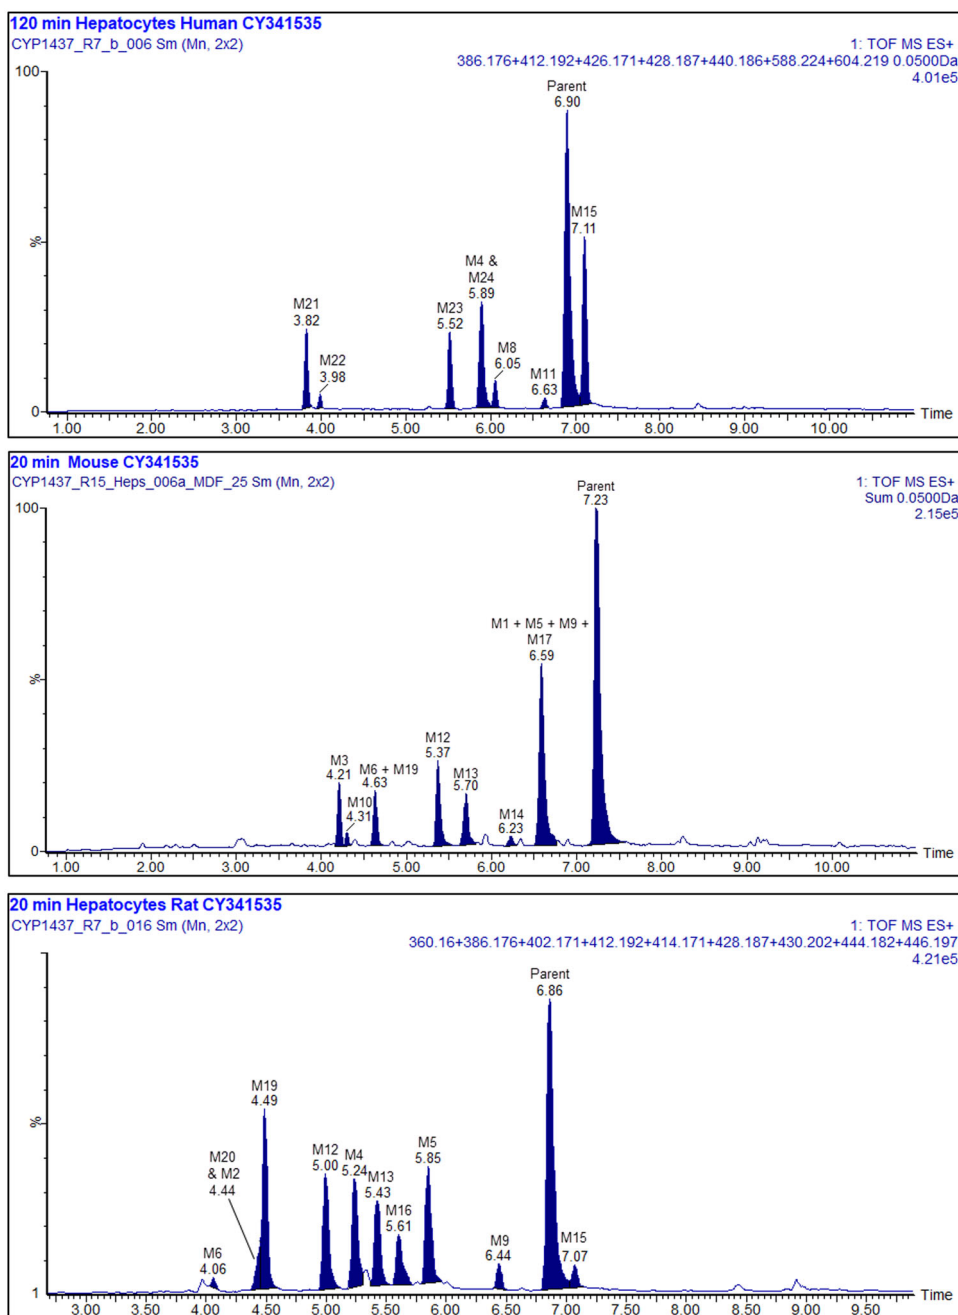 120 min Hepatocytes Human CY341535
CYP1437_R7_b_006 Sm (Mn, 2x2)
1: TOF MS ES+
386.176+412.192+426.171+428.187+440.186+588.224+604.219 0.0500Da
4.01e5
100
%
0
Parent
6.90
M15
7.11
M4 &
M24
5.89
M21
3.82
M23
5.52
M22
3.98
M8
6.05
M11
6.63
1.00 2.00 3.00 4.00 5.00 6.00 7.00 8.00 9.00 10.00 Time
20 min Mouse CY341535
CYP1437_R15_Heps_006a_MDF_25 Sm (Mn, 2x2)
1: TOF MS ES+
Sum 0.0500Da
2.15e5
100
%
0
Parent
7.23
M1 + M5 + M9 +
M17
6.59
M12
5.37
M3
4.21
M6 + M19
4.63
M13
5.70
M10
4.31
M14
6.23
1.00 2.00 3.00 4.00 5.00 6.00 7.00 8.00 9.00 10.00 Time
20 min Hepatocytes Rat CY341535
CYP1437_R7_b_016 Sm (Mn, 2x2)
1: TOF MS ES+
360.16+386.176+402.171+412.192+414.171+428.187+430.202+444.182+446.197
4.21e5
%
1
Parent
6.86
M19
4.49
M20
& M2
4.44
M12
5.00
M4
5.24
M13
5.43
M5
5.85
M16
5.61
M6
4.06
M9
6.44
M15
7.07
3.00 3.50 4.00 4.50 5.00 5.50 6.00 6.50 7.00 7.50 8.00 8.50 9.00 9.50 Time